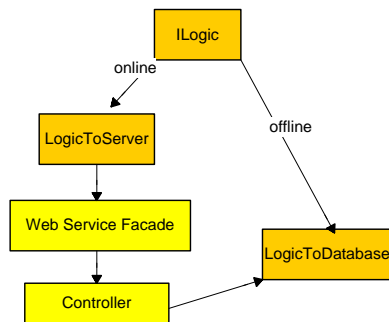 ILogic
online
offline
LogicToServer
Web Service Facade
LogicToDatabase
Controller